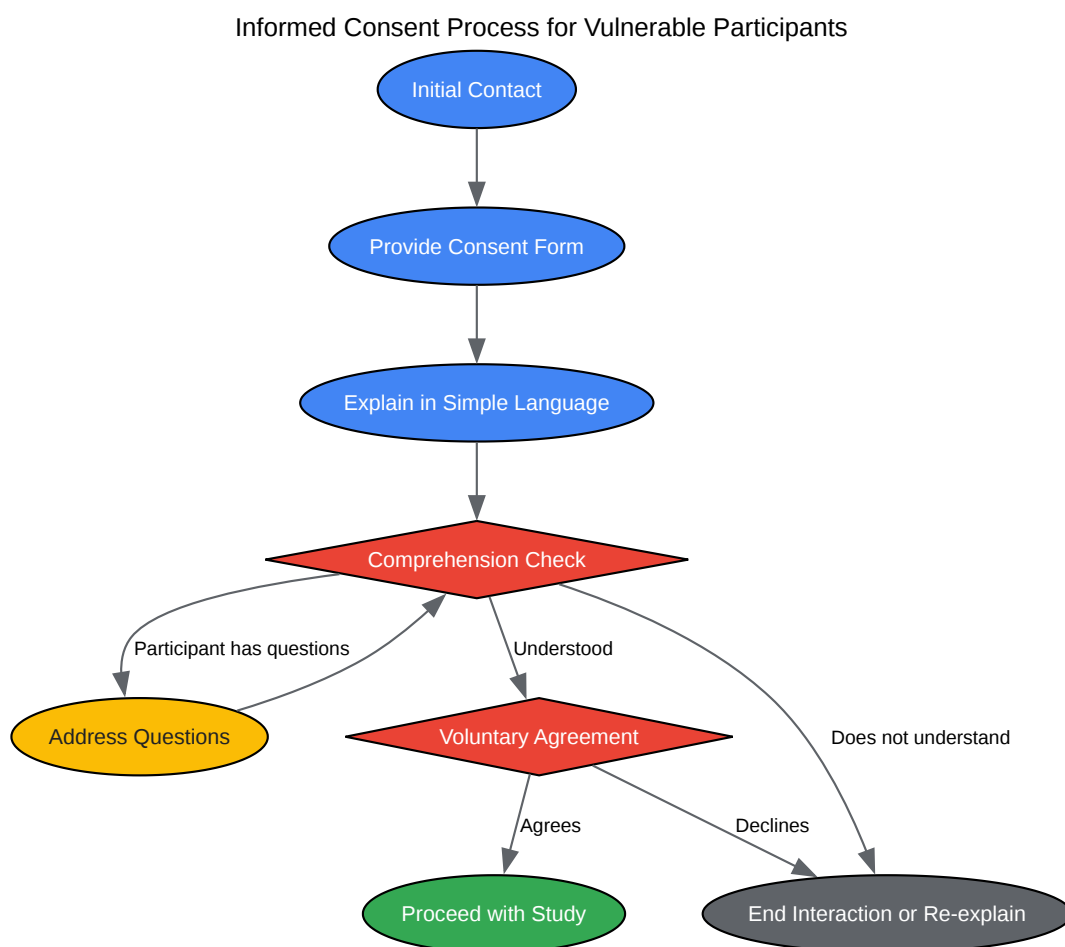 Informed Consent Process for Vulnerable Participants
Initial Contact
Provide Consent Form
Explain in Simple Language
Comprehension Check
Participant has questions
Understood
Address Questions
Voluntary Agreement
Does not understand
Agrees
Declines
Proceed with Study
End Interaction or Re-explain